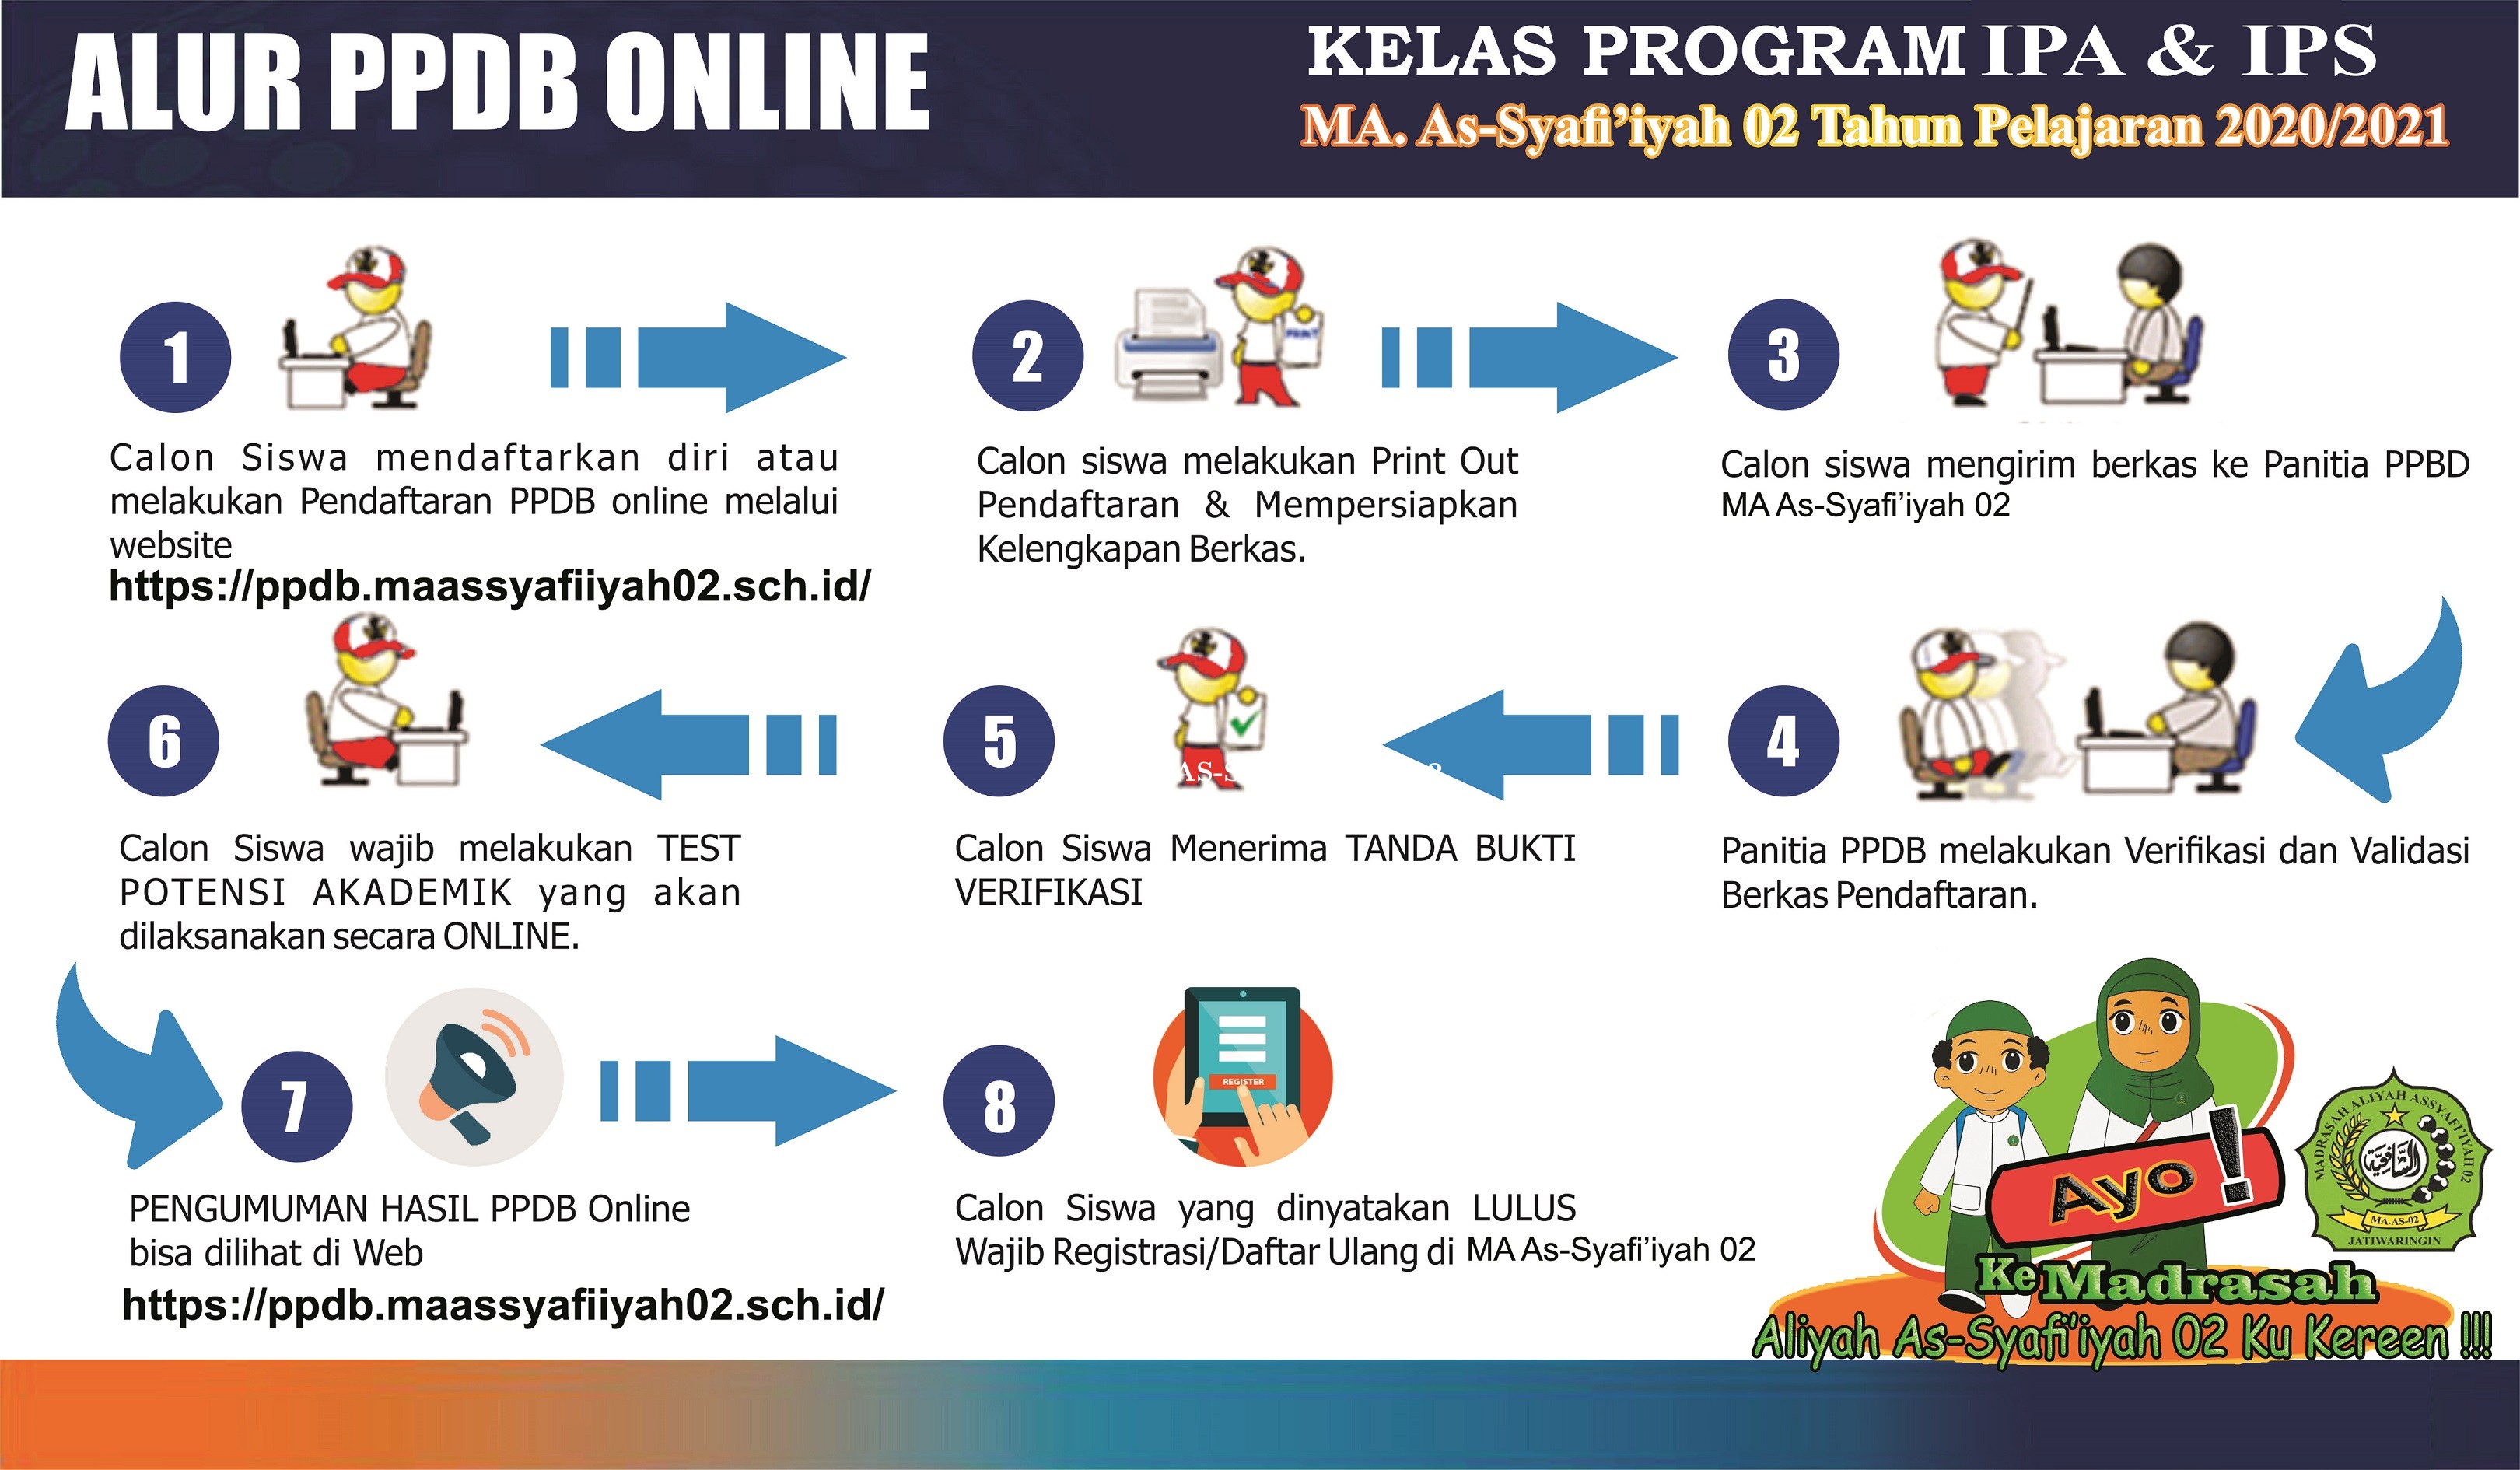 ALUR PPDB ONLINE
KELAS PROGRAM IPA & IPS
MA. As-Syafi'iyah 02 Tahun Pelajaran 2020/2021
1
Calon Siswa mendaftarkan diri atau
melakukan Pendaftaran PPDB online melalui
website
https://ppdb.maassyafiiyah02.sch.id/
2
PRINT
Calon siswa melakukan Print Out
Pendaftaran & Mempersiapkan
Kelengkapan Berkas.
3
Calon siswa mengirim berkas ke Panitia PPBD
MA As-Syafi'iyah 02
4
Panitia PPDB melakukan Verifikasi dan Validasi
Berkas Pendaftaran.
5
AS-S
Calon Siswa Menerima TANDA BUKTI
VERIFIKASI
6
Calon Siswa wajib melakukan TEST
POTENSI AKADEMIK yang akan
dilaksanakan secara ONLINE.
7
PENGUMUMAN HASIL PPDB Online
bisa dilihat di Web
https://ppdb.maassyafiiyah02.sch.id/
8
REGISTER
Calon Siswa yang dinyatakan LULUS
Wajib Registrasi/Daftar Ulang di MA As-Syafi'iyah 02
Ayo!
Ke Madrasah
Aliyah As-Syafi'iyah 02 Ku Kereen !!!
MADRASAH ALIYAH ASSYAFI'IYAH 02
الشافعية
MA-AS-02
JATIWARINGIN